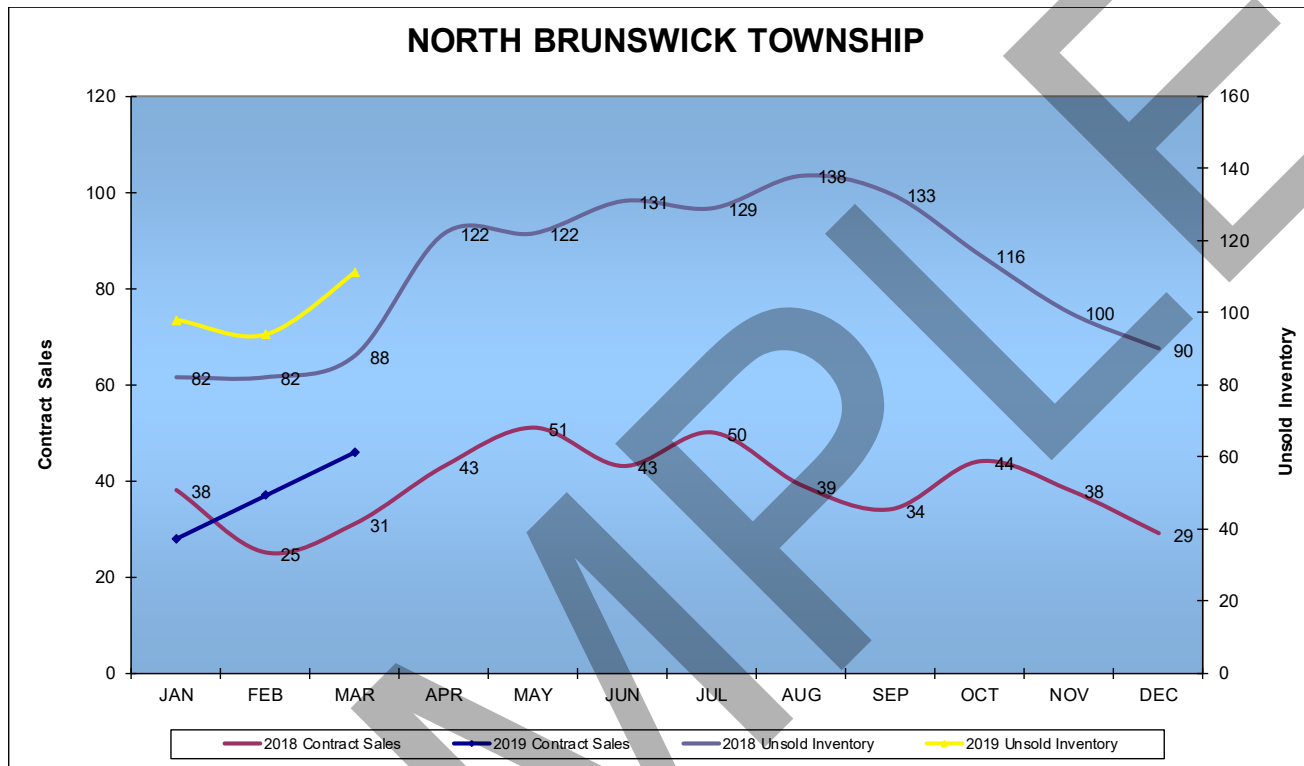 NORTH BRUNSWICK TOWNSHIP
120 160
100 140
80 120
60 100
40 80
20 60
0 40
20
0
Contract Sales
Unsold Inventory
138
131 129 133
122 122 116
100
88 90
82 82
51 50
43 43 44
38 39 38
31 34
25 29
JAN FEB MAR APR MAY JUN JUL AUG SEP OCT NOV DEC
2018 Contract Sales 2019 Contract Sales 2018 Unsold Inventory 2019 Unsold Inventory
MPLE